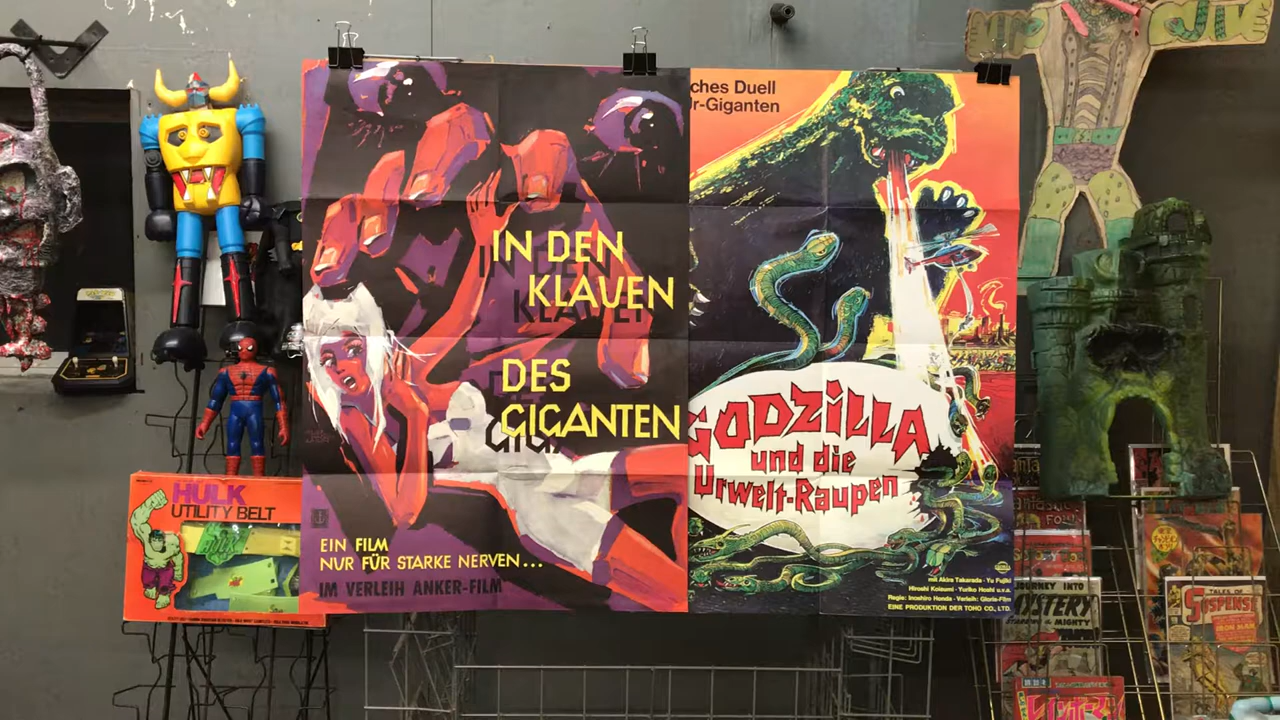 IN DEN
KLAUEN
DES
GIGANTEN
EIN FILM
NUR FÜR STARKE NERVEN...
IM VERLEIH ANKER-FILM
ches Duell
r-Giganten
GODZILLA
und die
Urwelt-Raupen
mit Akira Takarada · Yu Fujiki
Hiroshi Koizumi · Yuriko Hoshi u.v.a.
Regie: Inoshiro Honda · Verleih: Gloria-Film
EINE PRODUKTION DER TOHO CO., LTD.
HULK
UTILITY BELT
JOURNEY INTO
MYSTERY
TALES OF
SUSPENSE
IRON MAN